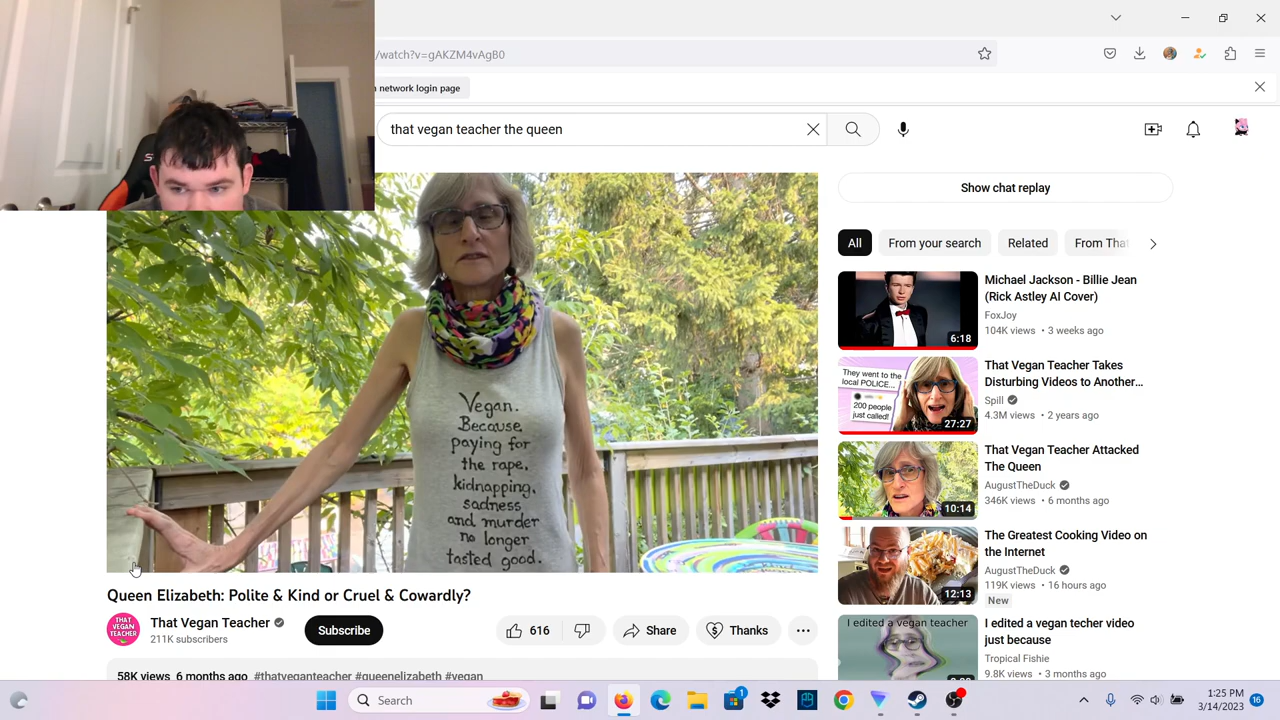 /watch?v=gAKZM4vAgB0
network login page
that vegan teacher the queen
Show chat replay
All
From your search
Related
From Tha
Michael Jackson - Billie Jean
(Rick Astley AI Cover)
FoxJoy
104K views • 3 weeks ago
6:18
They went to the
local POLICE...
200 people
just called!
27:27
That Vegan Teacher Takes
Disturbing Videos to Another...
Spill
4.3M views • 2 years ago
10:14
That Vegan Teacher Attacked
The Queen
AugustTheDuck
346K views • 6 months ago
12:13
The Greatest Cooking Video on
the Internet
AugustTheDuck
119K views • 16 hours ago
New
I edited a vegan teacher
I edited a vegan techer video
just because
Tropical Fishie
9.8K views • 3 months ago
Vegan.
Because
paying for
the rape,
kidnapping,
sadness
and murder
no longer
tasted good.
Queen Elizabeth: Polite & Kind or Cruel & Cowardly?
THAT
VEGAN
TEACHER
That Vegan Teacher
211K subscribers
Subscribe
616
Share
Thanks
58K views 6 months ago #thatveganteacher #queenelizabeth #vegan
Search
1:25 PM
3/14/2023
16